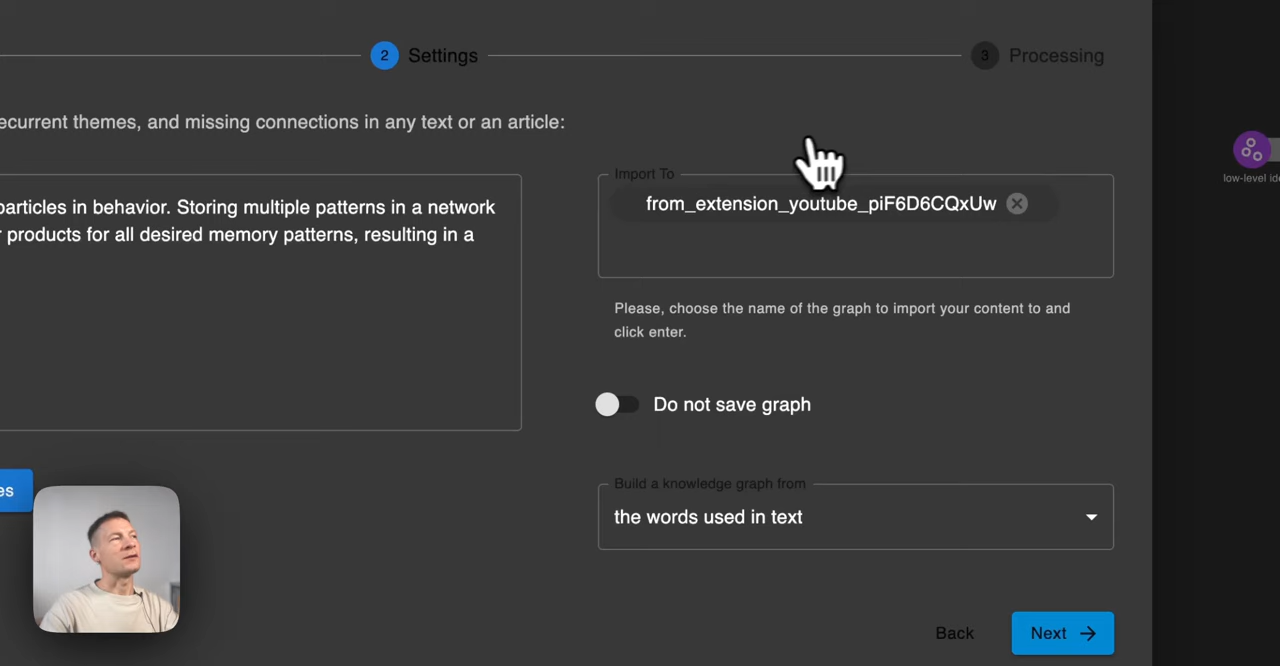 2 Settings
3 Processing
ecurrent themes, and missing connections in any text or an article:
particles in behavior. Storing multiple patterns in a network
products for all desired memory patterns, resulting in a
Import To
from_extension_youtube_piF6D6CQxUw
Please, choose the name of the graph to import your content to and
click enter.
Do not save graph
Build a knowledge graph from
the words used in text
es
Back
Next
low-level ide